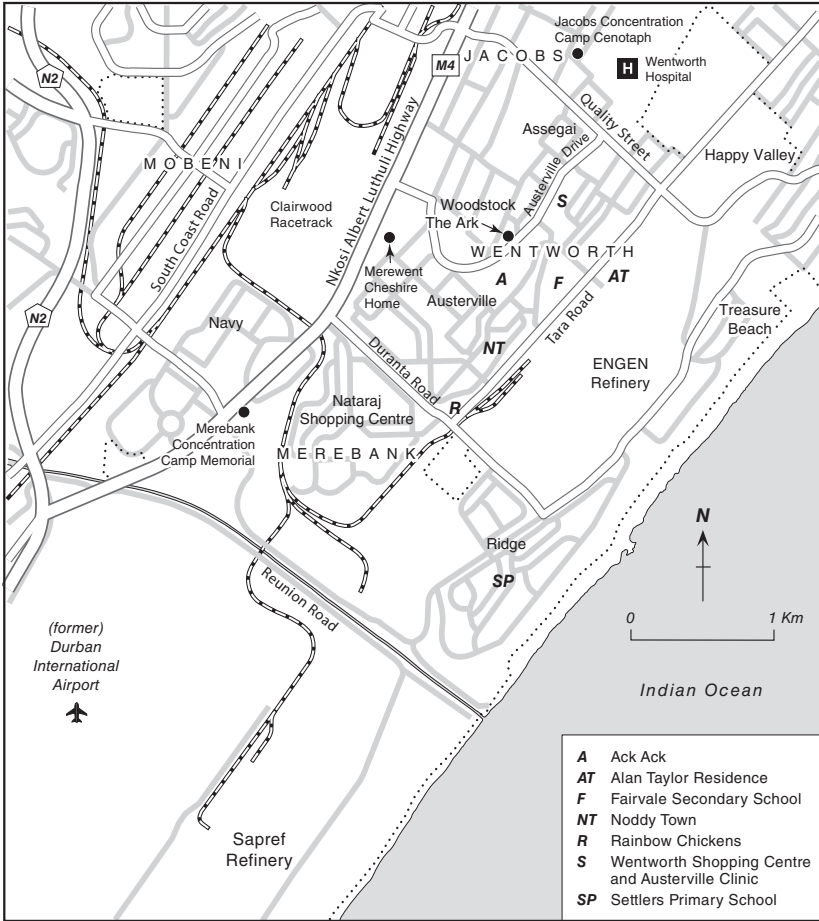 Jacobs Concentration
Camp Cenotaph
N2
M4
JACOBS
H
Wentworth
Hospital
Quality Street
Assegai
MOBENI
Nkosi Albert Luthuli Highway
Austerville Drive
Happy Valley
South Coast Road
Clairwood
Racetrack
Woodstock
The Ark
S
WENTWORTH
Merewent
Cheshire
Home
A
F
AT
Austerville
N2
Navy
Tara Road
Treasure
Beach
NT
Duranta Road
ENGEN
Refinery
Nataraj
Shopping Centre
R
Merebank
Concentration
Camp Memorial
MEREBANK
N
Ridge
SP
Reunion Road
0 1 Km
(former)
Durban
International
Airport
Indian Ocean
Sapref
Refinery
A Ack Ack
AT Alan Taylor Residence
F Fairvale Secondary School
NT Noddy Town
R Rainbow Chickens
S Wentworth Shopping Centre
and Austerville Clinic
SP Settlers Primary School